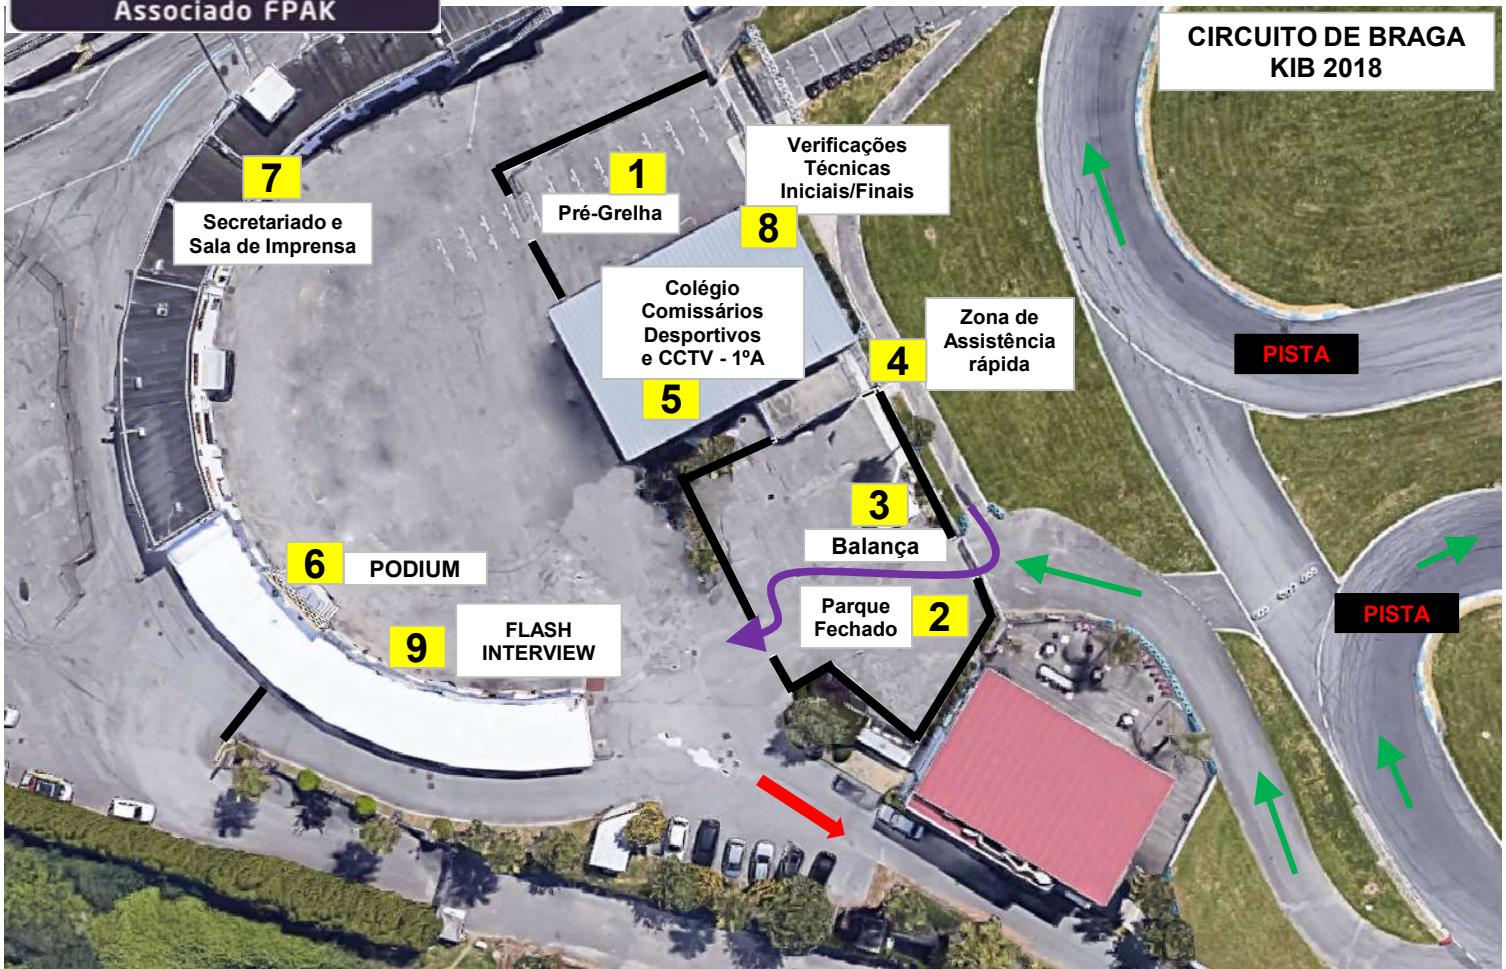 Associado FPAK
CIRCUITO DE BRAGA
KIB 2018
7
Secretariado e
Sala de Imprensa
1
Pré-Grelha
Verificações
Técnicas
Iniciais/Finais
8
Colégio
Comissários
Desportivos
e CCTV - 1ºA
5
4
Zona de
Assistência
rápida
PISTA
3
Balança
6
PODIUM
9
FLASH
INTERVIEW
Parque
Fechado
2
PISTA